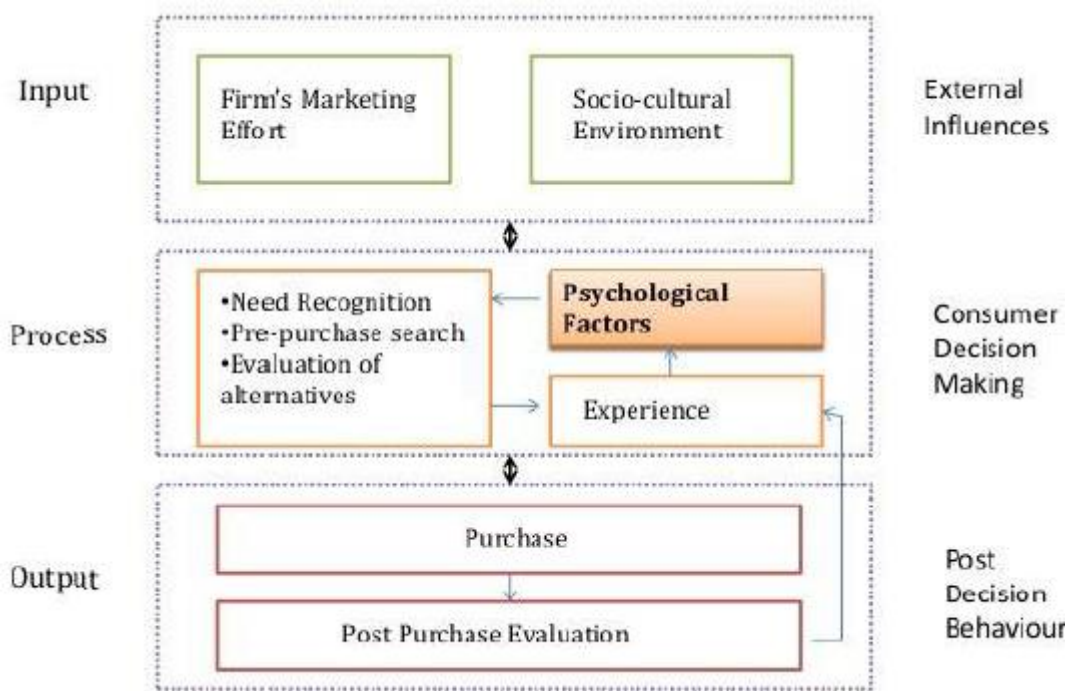 Input
Firm's Marketing
Effort
Socio-cultural
Environment
External
Influences
Process
•Need Recognition
•Pre-purchase search
•Evaluation of
alternatives
Psychological
Factors
Experience
Consumer
Decision
Making
Output
Purchase
Post Purchase Evaluation
Post
Decision
Behaviour